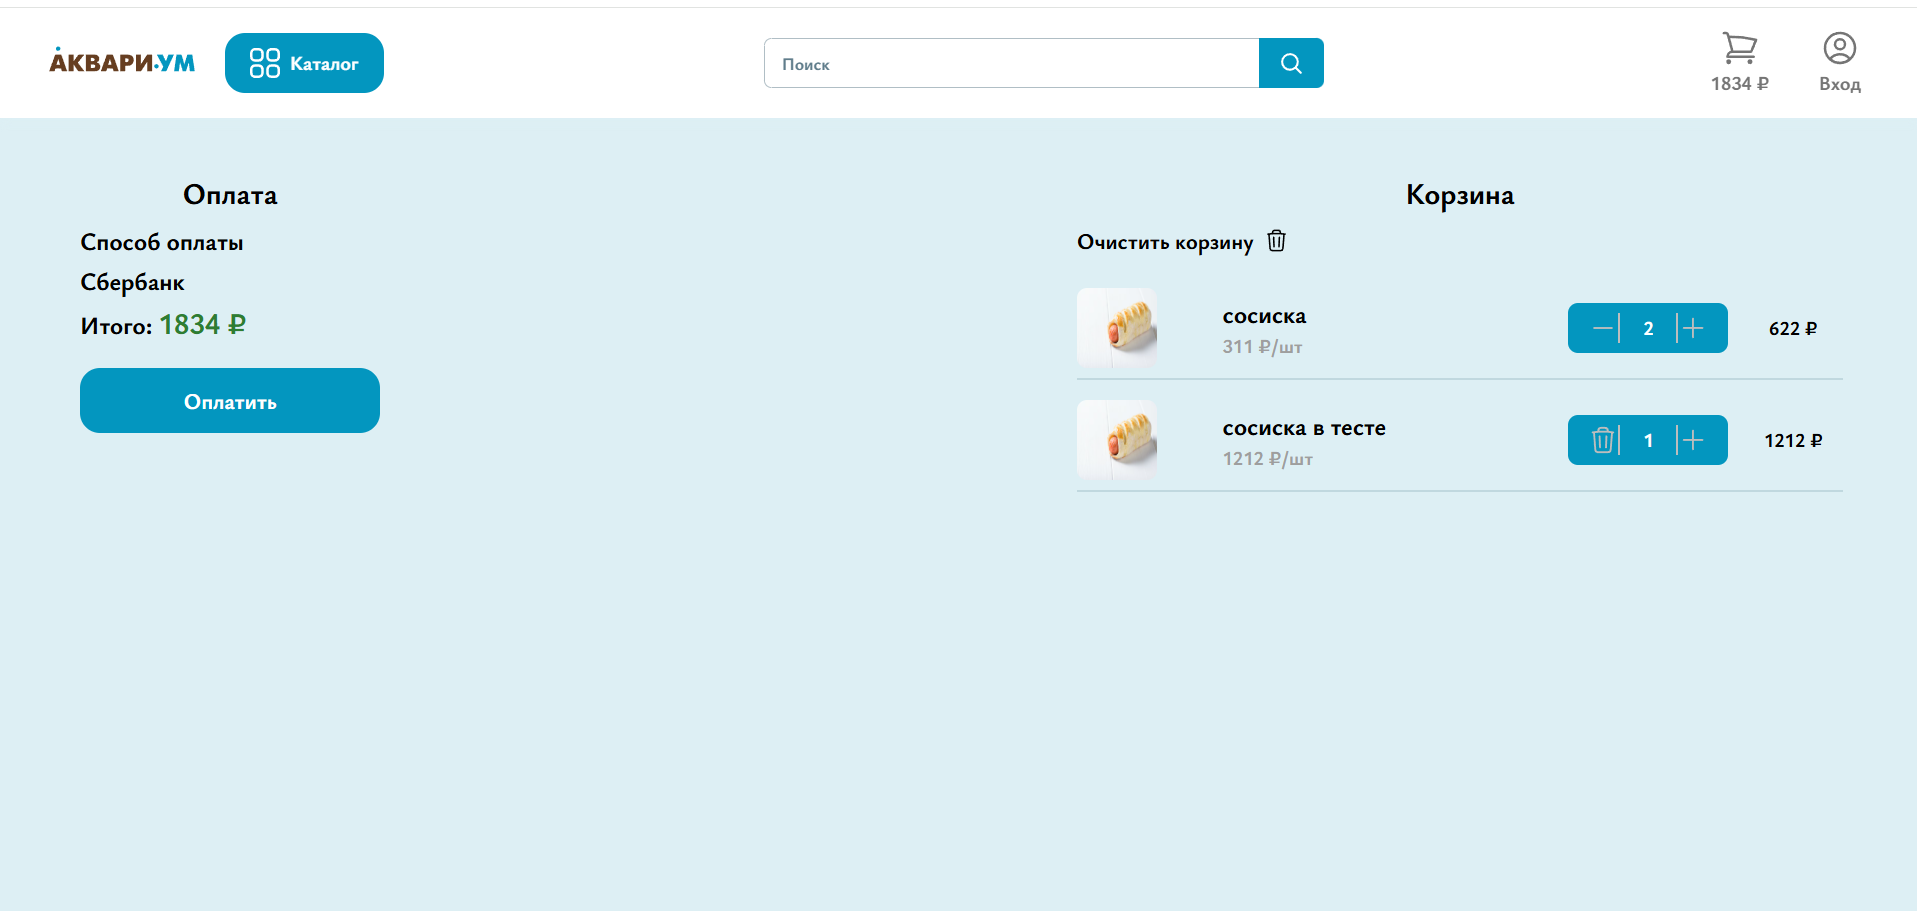 АКВАРИ·УМ
Каталог
Поиск
1834 ₽
Вход
Оплата
Способ оплаты
Сбербанк
Итого: 1834 ₽
Оплатить
Корзина
Очистить корзину
сосиска
311 ₽/шт
2
622 ₽
сосиска в тесте
1212 ₽/шт
1
1212 ₽